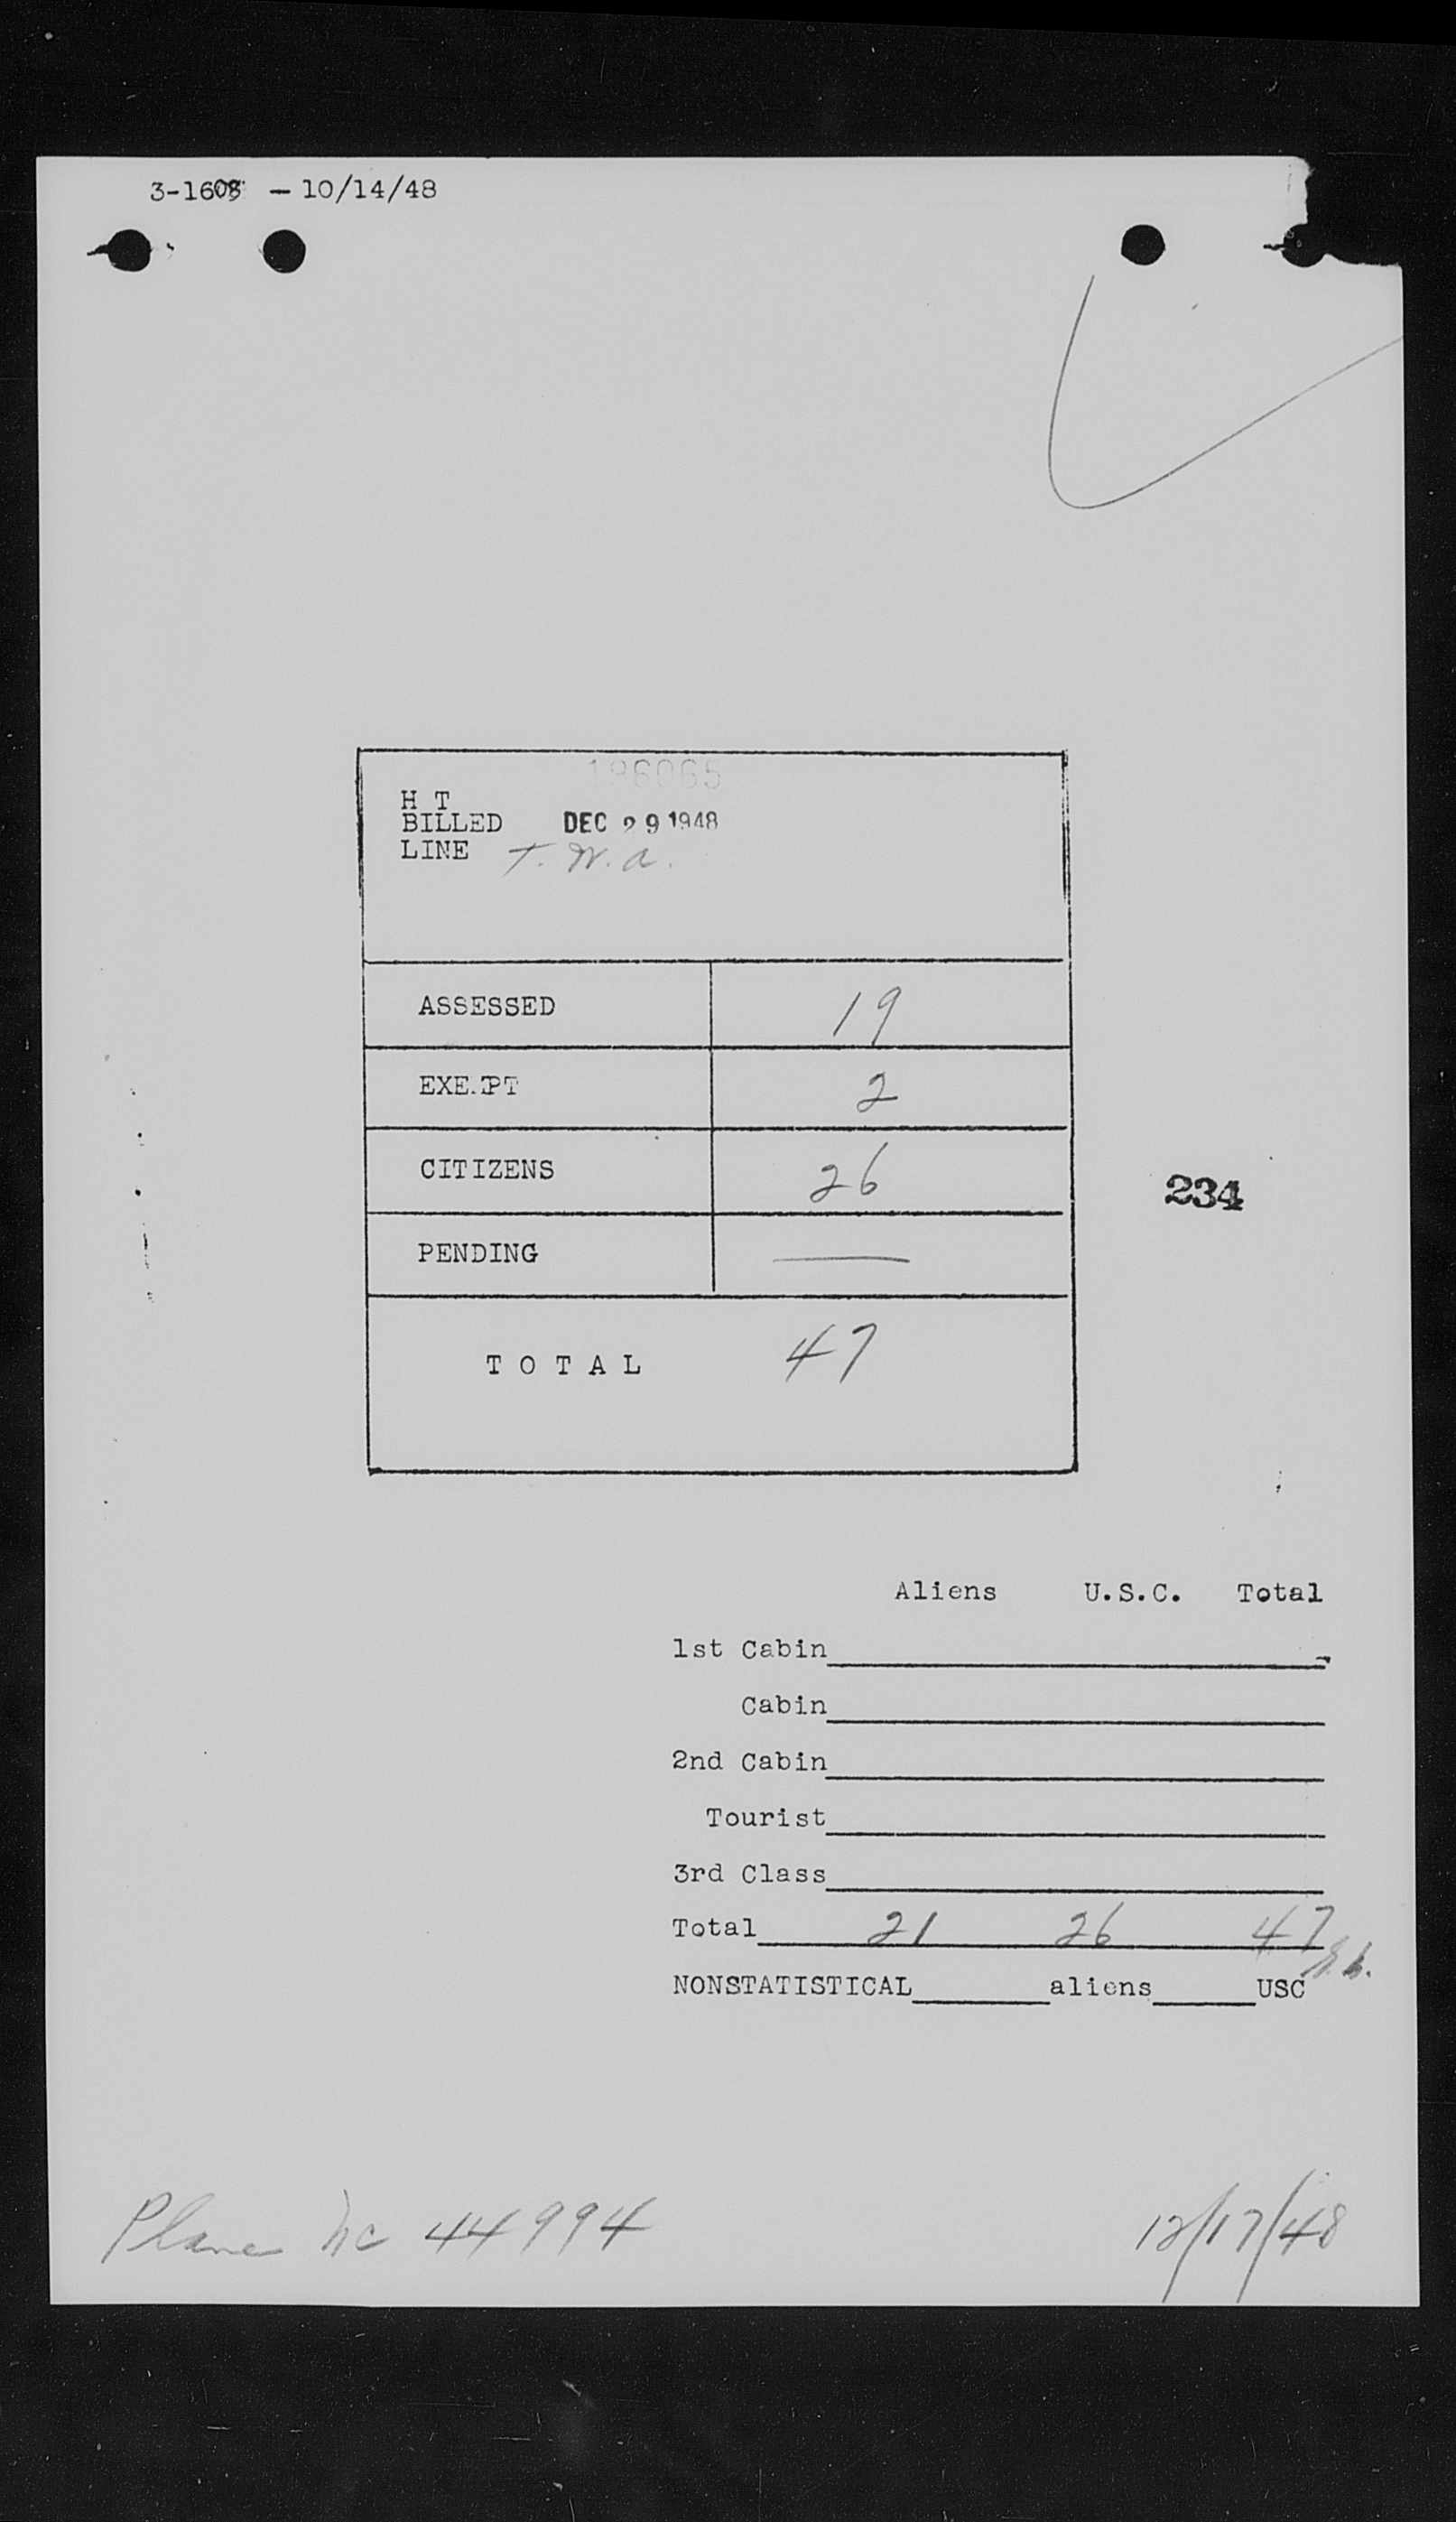 3-1608 - 10/14/48
196065
H T
BILLED DEC 29 1948
LINE T.W.A.
ASSESSED 19
EXEMPT 2
CITIZENS 26
234
PENDING —
TOTAL 47
Aliens U.S.C. Total
1st Cabin
Cabin
2nd Cabin
Tourist
3rd Class
Total 21 26 47
NONSTATISTICAL aliens USC
Plane nc 44994 12/17/48